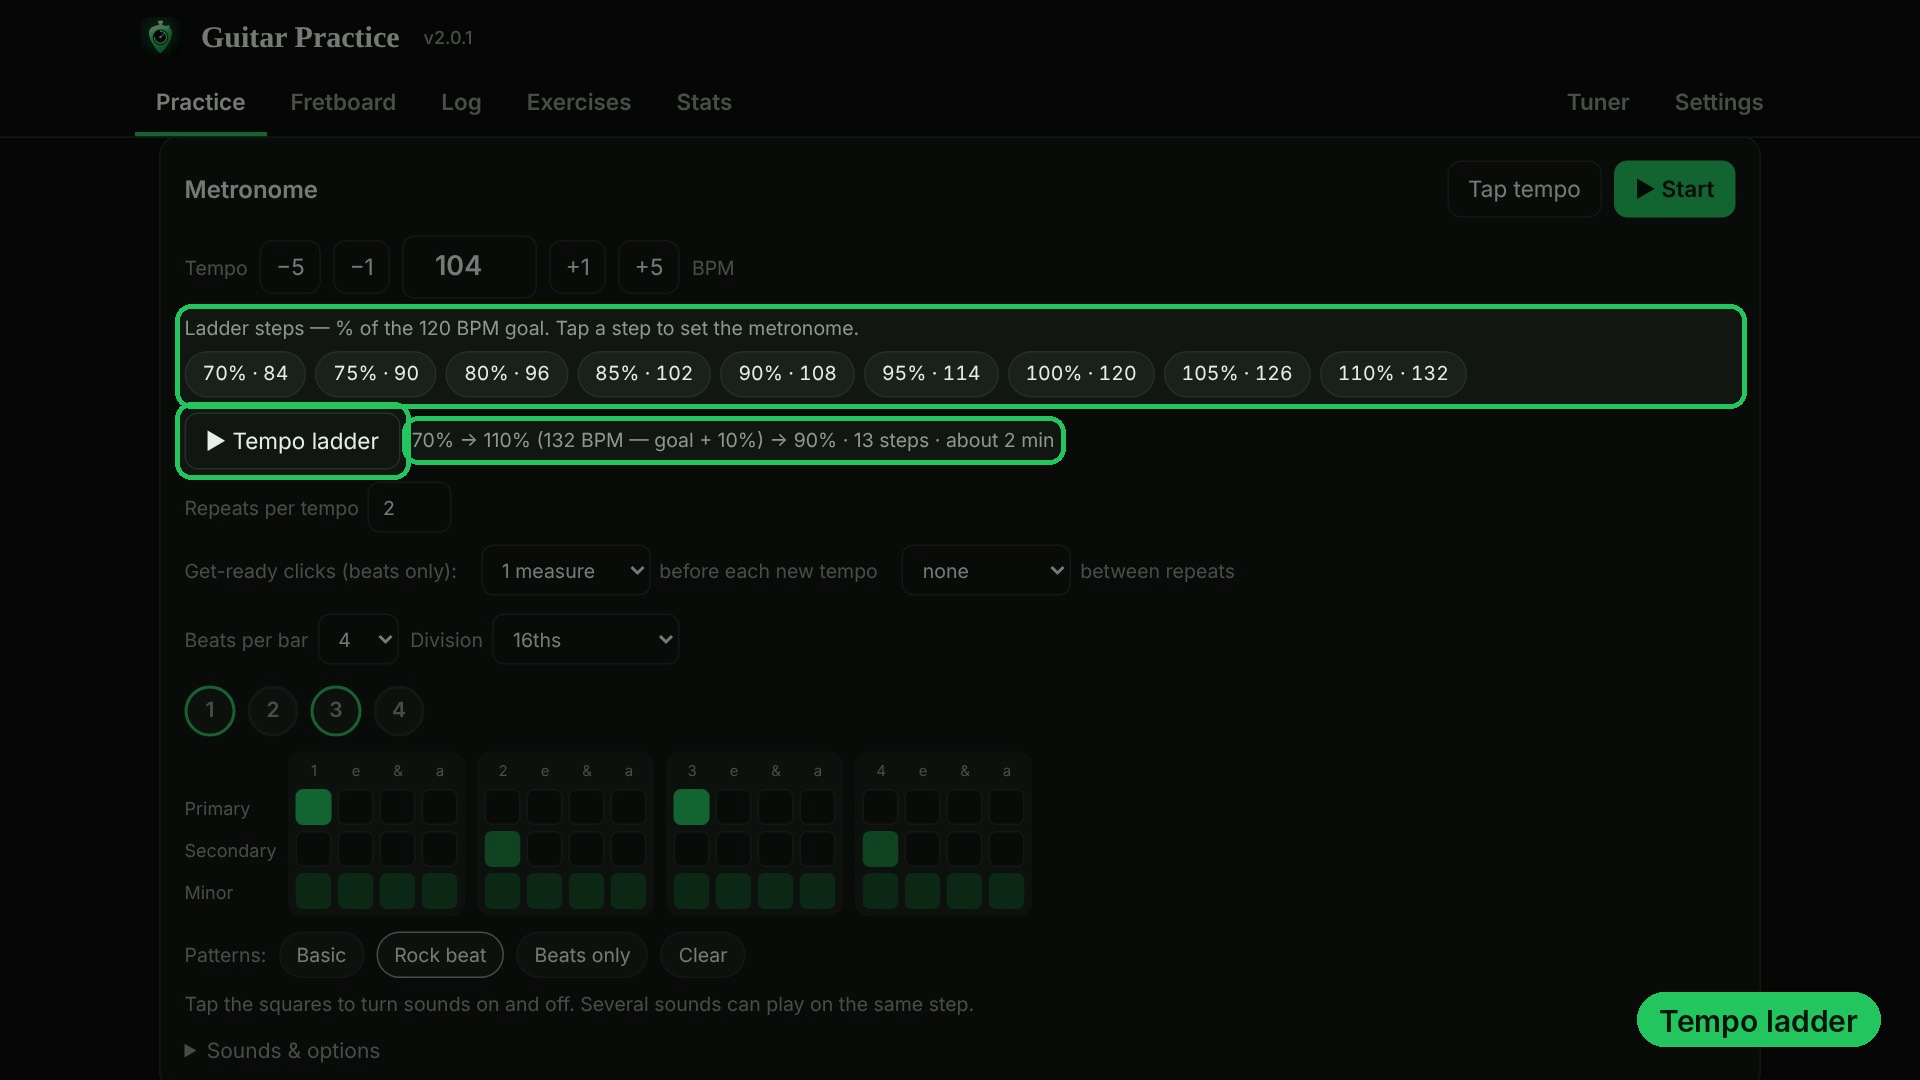 Guitar Practice v2.0.1
Practice Fretboard Log Exercises Stats Tuner Settings
Metronome Tap tempo ▶ Start
Tempo −5 −1 104 +1 +5 BPM
Ladder steps — % of the 120 BPM goal. Tap a step to set the metronome.
70% · 84 75% · 90 80% · 96 85% · 102 90% · 108 95% · 114 100% · 120 105% · 126 110% · 132
▶ Tempo ladder 70% → 110% (132 BPM — goal + 10%) → 90% · 13 steps · about 2 min
Repeats per tempo 2
Get-ready clicks (beats only): 1 measure before each new tempo none between repeats
Beats per bar 4 Division 16ths
1 2 3 4
1 e & a 2 e & a 3 e & a 4 e & a
Primary
Secondary
Minor
Patterns: Basic Rock beat Beats only Clear
Tap the squares to turn sounds on and off. Several sounds can play on the same step.
▶ Sounds & options
Tempo ladder